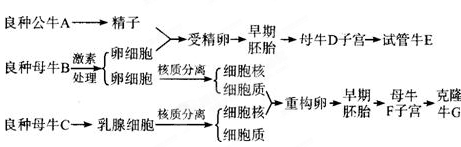 良种公牛A → 精子
受精卵 → 早期胚胎 → 母牛D子宫 → 试管牛E
良种母牛B 激素处理 卵细胞
卵细胞 核质分离 细胞核
细胞质
重构卵 → 早期胚胎 → 母牛F子宫 → 克隆牛G
良种母牛C → 乳腺细胞 核质分离 细胞核
细胞质